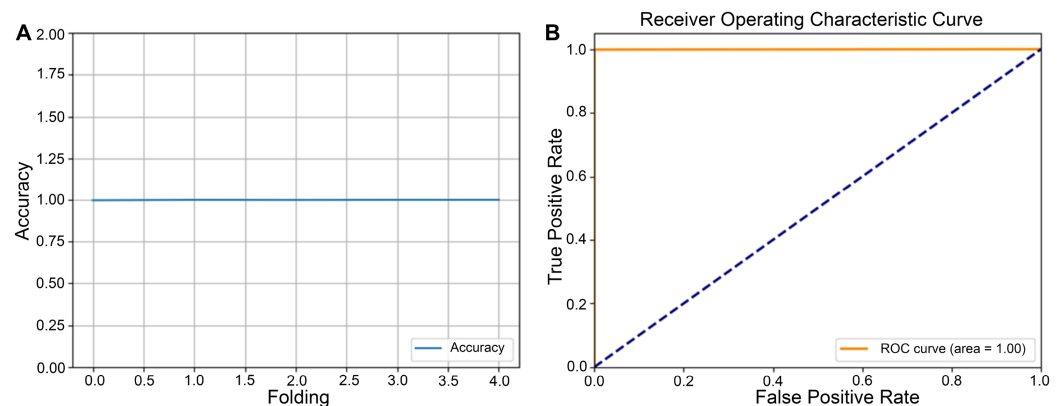 A
2.00
1.75
1.50
1.25
1.00
0.75
0.50
0.25
0.00
Accuracy
0.0 0.5 1.0 1.5 2.0 2.5 3.0 3.5 4.0
Folding
Accuracy
B
Receiver Operating Characteristic Curve
1.0
0.8
0.6
0.4
0.2
0.0
True Positive Rate
ROC curve (area = 1.00)
0.0 0.2 0.4 0.6 0.8 1.0
False Positive Rate